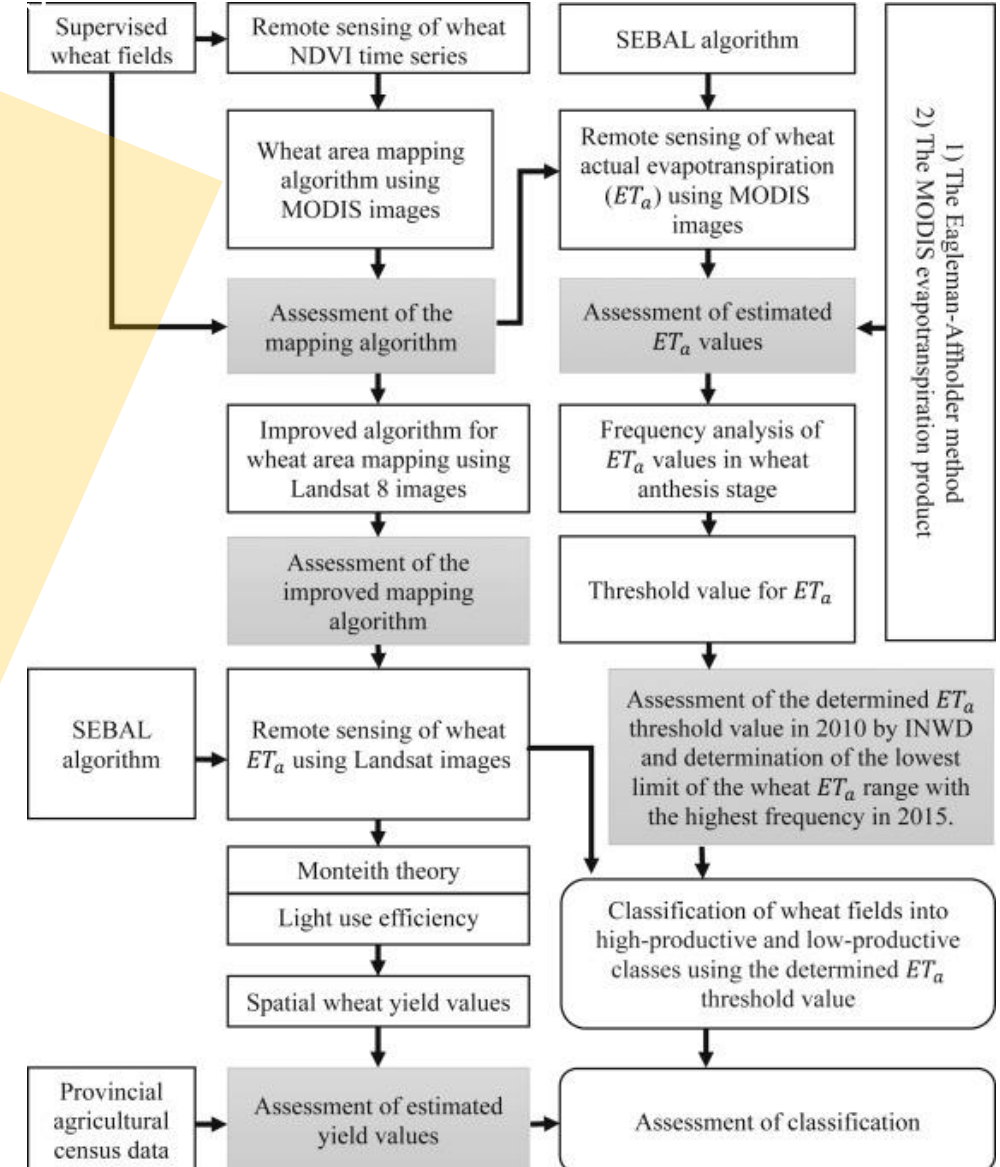 Supervised
wheat fields
Remote sensing of wheat
NDVI time series
SEBAL algorithm
1) The Eagleman-Affholder method
2) The MODIS evapotranspiration product
Wheat area mapping
algorithm using
MODIS images
Remote sensing of wheat
actual evapotranspiration
(ETₐ) using MODIS
images
Assessment of the
mapping algorithm
Assessment of estimated
ETₐ values
Improved algorithm for
wheat area mapping using
Landsat 8 images
Frequency analysis of
ETₐ values in wheat
anthesis stage
Assessment of the
improved mapping
algorithm
Threshold value for ETₐ
SEBAL
algorithm
Remote sensing of wheat
ETₐ using Landsat images
Assessment of the determined ETₐ
threshold value in 2010 by INWD
and determination of the lowest
limit of the wheat ETₐ range with
the highest frequency in 2015.
Monteith theory
Light use efficiency
Classification of wheat fields into
high-productive and low-productive
classes using the determined ETₐ
threshold value
Spatial wheat yield values
Provincial
agricultural
census data
Assessment of estimated
yield values
Assessment of classification